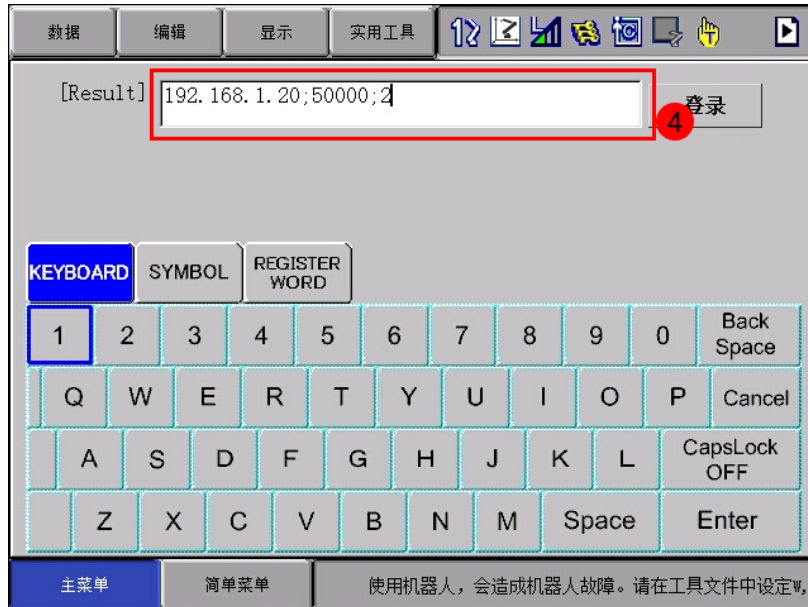 数据 编辑 显示 实用工具
[Result] 192.168.1.20;50000;2 登录
4
KEYBOARD SYMBOL REGISTER WORD
1 2 3 4 5 6 7 8 9 0 Back Space
Q W E R T Y U I O P Cancel
A S D F G H J K L CapsLock OFF
Z X C V B N M Space Enter
主菜单 简单菜单 使用机器人，会造成机器人故障。请在工具文件中设定W,